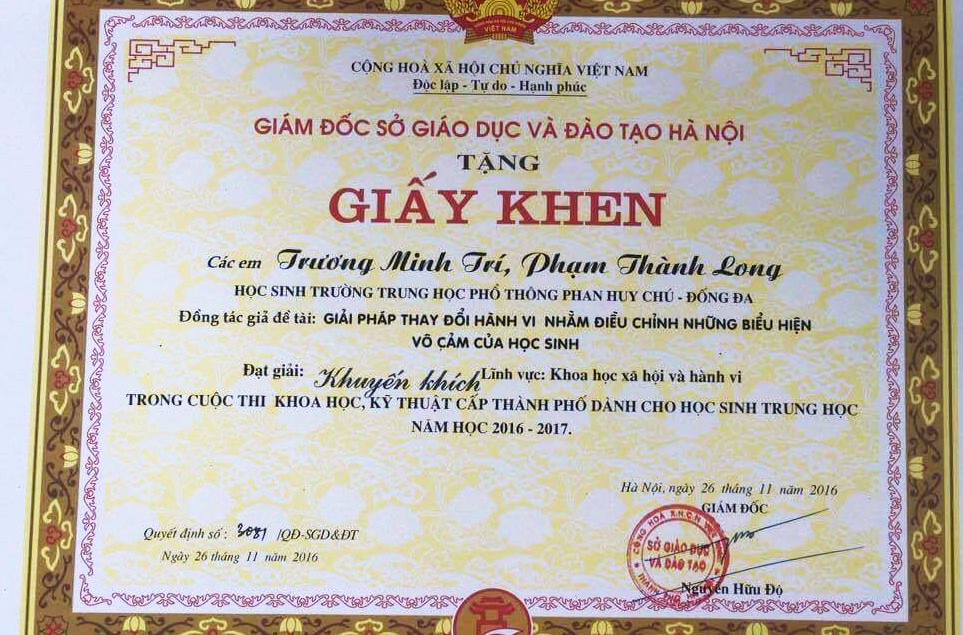 VIỆT NAM
CỘNG HOÀ XÃ HỘI CHỦ NGHĨA VIỆT NAM
Độc lập - Tự do - Hạnh phúc
GIÁM ĐỐC SỞ GIÁO DỤC VÀ ĐÀO TẠO HÀ NỘI
TẶNG
GIẤY KHEN
Các em Trương Minh Trí, Phạm Thành Long
HỌC SINH TRƯỜNG TRUNG HỌC PHỔ THÔNG PHAN HUY CHÚ - ĐỐNG ĐA
Đồng tác giả đề tài: GIẢI PHÁP THAY ĐỔI HÀNH VI NHẰM ĐIỀU CHỈNH NHỮNG BIỂU HIỆN
VÔ CẢM CỦA HỌC SINH
Đạt giải: Khuyến khích Lĩnh vực: Khoa học xã hội và hành vi
TRONG CUỘC THI KHOA HỌC, KỸ THUẬT CẤP THÀNH PHỐ DÀNH CHO HỌC SINH TRUNG HỌC
NĂM HỌC 2016 - 2017.
Hà Nội, ngày 26 tháng 11 năm 2016
GIÁM ĐỐC
Quyết định số : 3081 /QĐ-SGD&ĐT
Ngày 26 tháng 11 năm 2016
SỞ GIÁO DỤC
VÀ ĐÀO TẠO
Nguyễn Hữu Độ